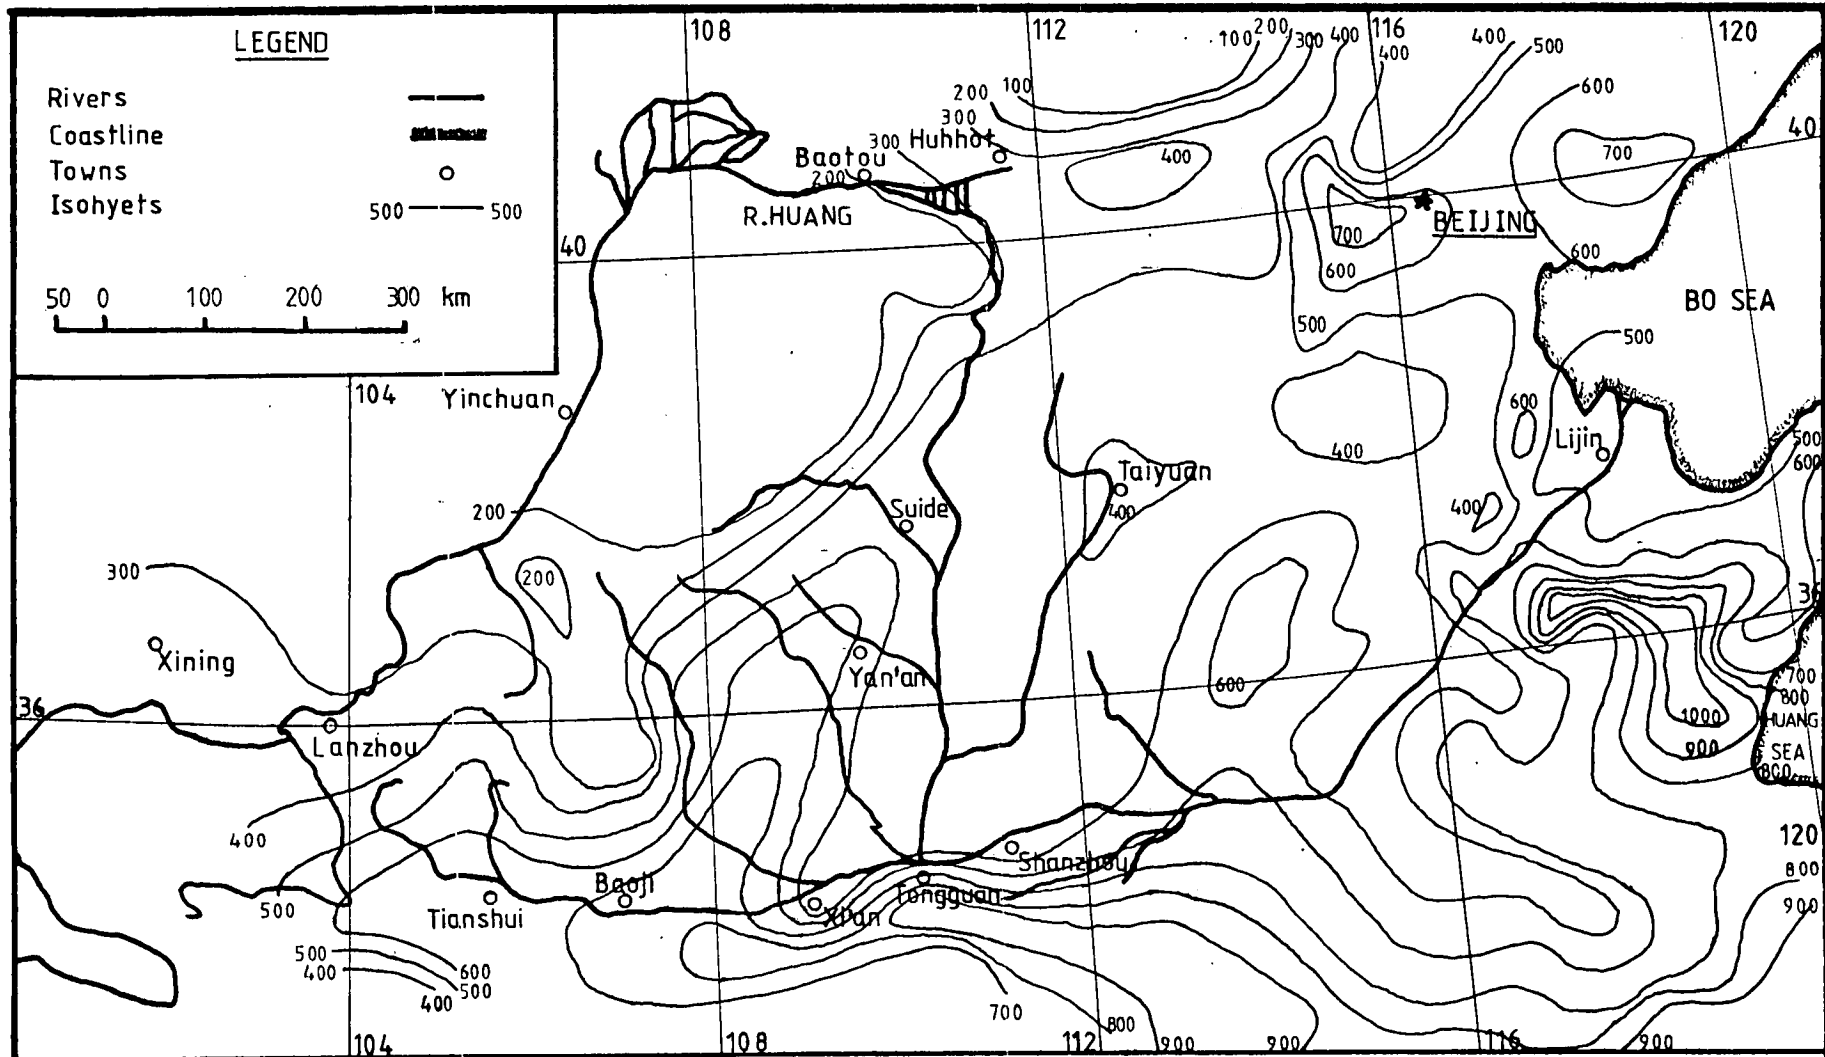 LEGEND
Rivers
Coastline
Towns
Isohyets 500 500
50 0 100 200 300 km
108 112 116 120
100 200 300 400 400 400 500
200 100 600
300 300 Huhhot 40
Baotou 400 700
200
R.HUANG 700 BEIJING
40 600 600
BO SEA
500 500
104 Yinchuan
600
400 Lijin 500
Taiyuan 600
200 Suide 400 400
300 200 36
Xining Yan'an
600 700
36 800
1000 HUANG
Lanzhou 900 SEA
800
400 120
Shanzhou 800
Baoji Tongguan
500 Tianshui Xi'an 900
500 600
400 500
400 700
800
104 108 112 900 900 116 900